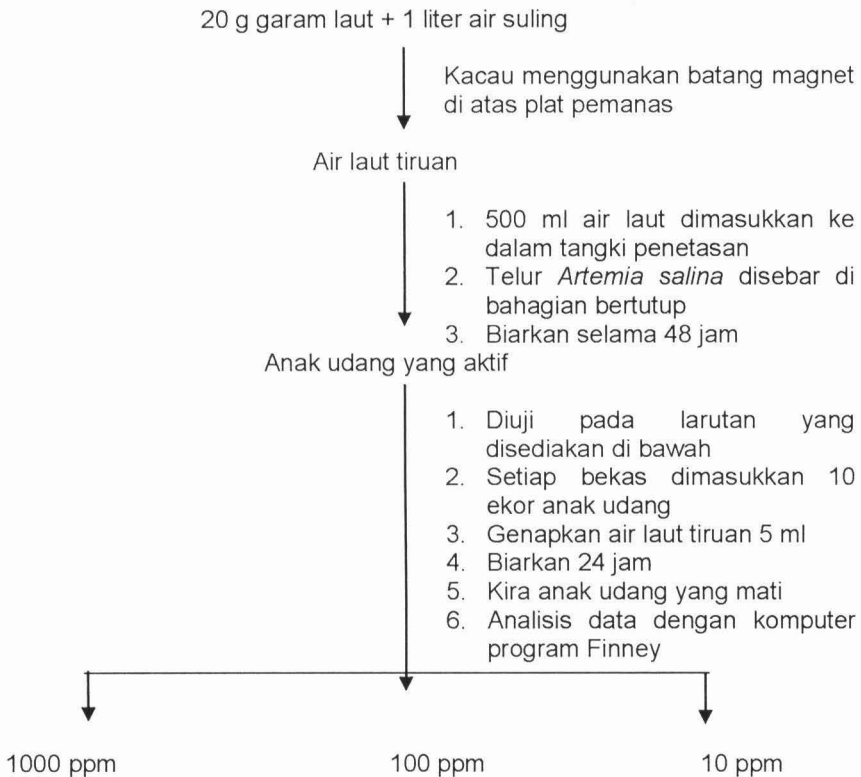 20 g garam laut + 1 liter air suling
Kacau menggunakan batang magnet
di atas plat pemanas
Air laut tiruan
1. 500 ml air laut dimasukkan ke
dalam tangki penetasan
2. Telur Artemia salina disebar di
bahagian bertutup
3. Biarkan selama 48 jam
Anak udang yang aktif
1. Diuji pada larutan yang
disediakan di bawah
2. Setiap bekas dimasukkan 10
ekor anak udang
3. Genapkan air laut tiruan 5 ml
4. Biarkan 24 jam
5. Kira anak udang yang mati
6. Analisis data dengan komputer
program Finney
1000 ppm
100 ppm
10 ppm